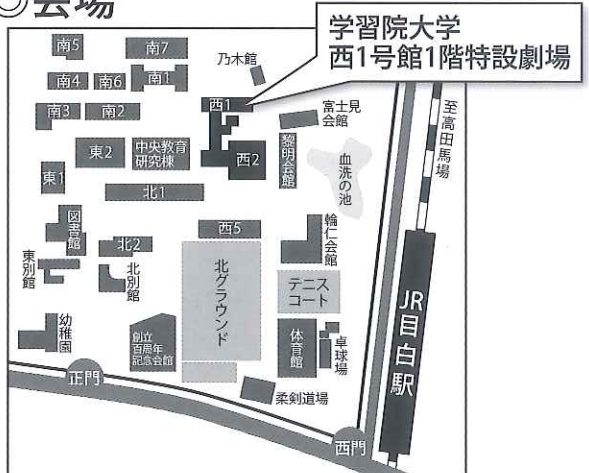 ◎会場
学習院大学
西1号館1階特設劇場
南5
南7
乃木館
南4
南6
南1
西1
富士見
会館
至高田馬場
南3
南2
東2
中央教育
研究棟
西2
黎明会館
血洗の池
東1
北1
図書館
北2
西5
輔仁会館
東別館
北別館
北グラウンド
テニス
コート
JR目白駅
幼稚園
創立
百周年
記念会館
体育館
卓球場
正門
柔剣道場
西門